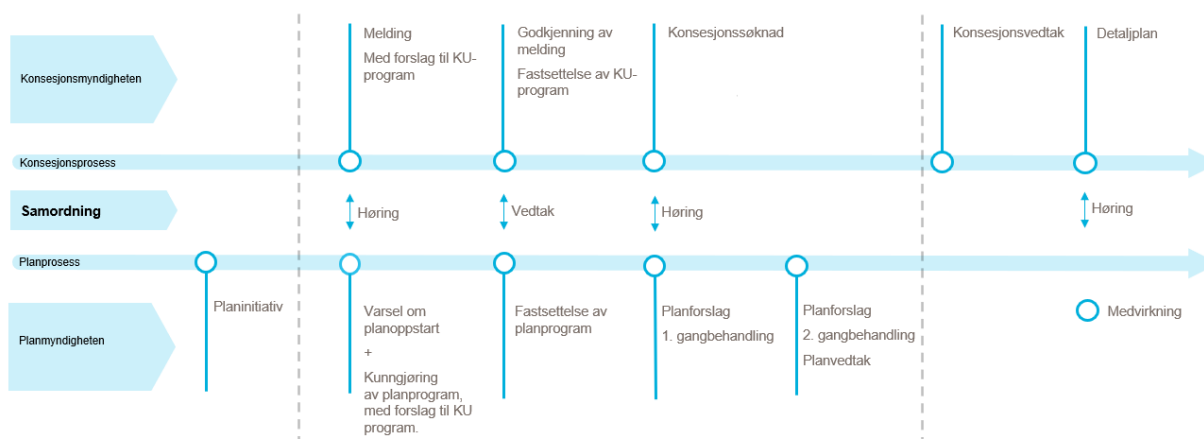 Konsesjonsmyndigheten
Melding
Med forslag til KU-
program
Godkjenning av
melding
Fastsettelse av KU-
program
Konsesjonssøknad
Konsesjonsvedtak
Detaljplan
Konsesjonsprosess
Samordning
Høring
Vedtak
Høring
Høring
Planprosess
Planmyndigheten
Planinitiativ
Varsel om
planoppstart
+
Kunngjøring
av planprogram,
med forslag til KU
program.
Fastsettelse av
planprogram
Planforslag
1. gangbehandling
Planforslag
2. gangbehandling
Planvedtak
Medvirkning